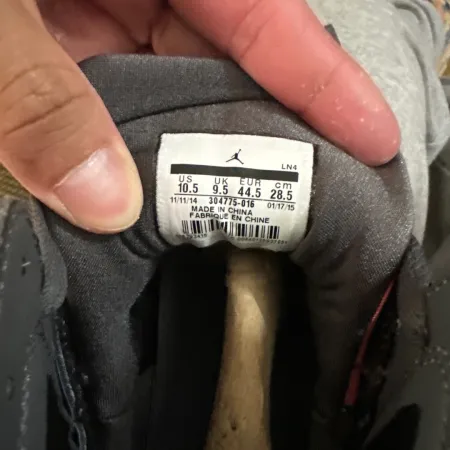 LN4
US UK EUR cm
10.5 9.5 44.5 28.5
11/11/14 304775-016 01/17/15
MADE IN CHINA
FABRIQUÉ EN CHINE